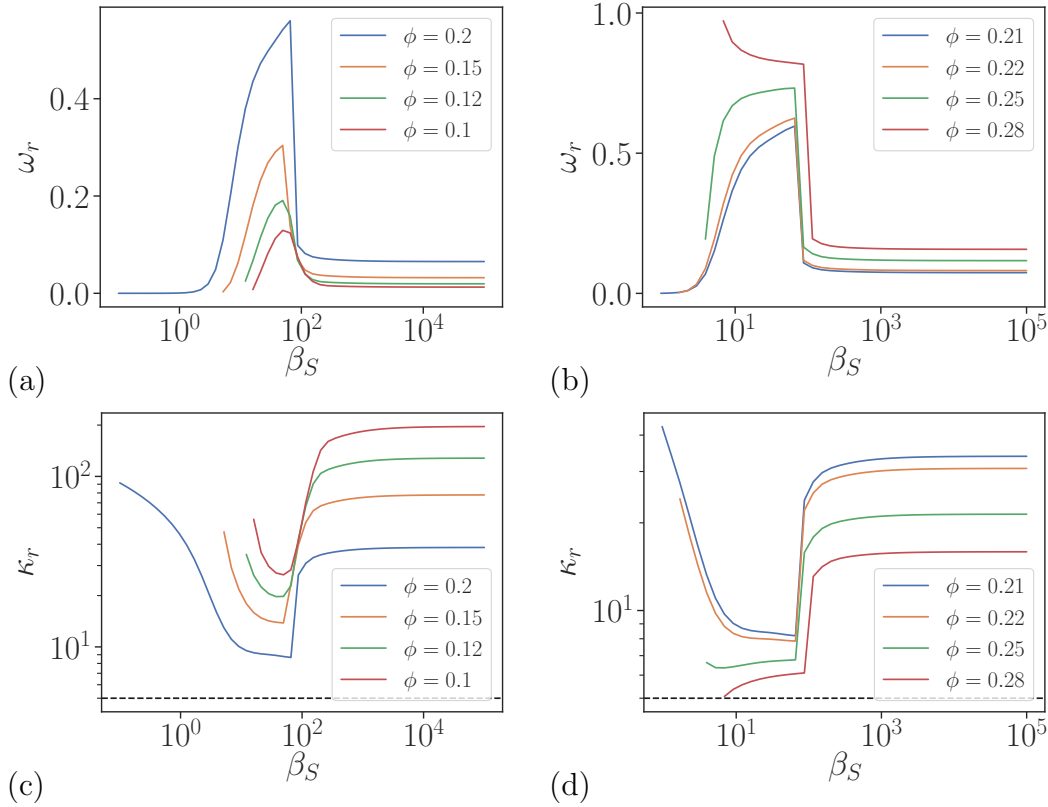 ω_r
0.4
0.2
0.0
ϕ = 0.2
ϕ = 0.15
ϕ = 0.12
ϕ = 0.1
10^0 10^2 10^4
β_S
(a)
ω_r
1.0
0.5
0.0
ϕ = 0.21
ϕ = 0.22
ϕ = 0.25
ϕ = 0.28
10^1 10^3 10^5
β_S
(b)
κ_r
10^2
10^1
ϕ = 0.2
ϕ = 0.15
ϕ = 0.12
ϕ = 0.1
10^0 10^2 10^4
β_S
(c)
κ_r
10^1
ϕ = 0.21
ϕ = 0.22
ϕ = 0.25
ϕ = 0.28
10^1 10^3 10^5
β_S
(d)